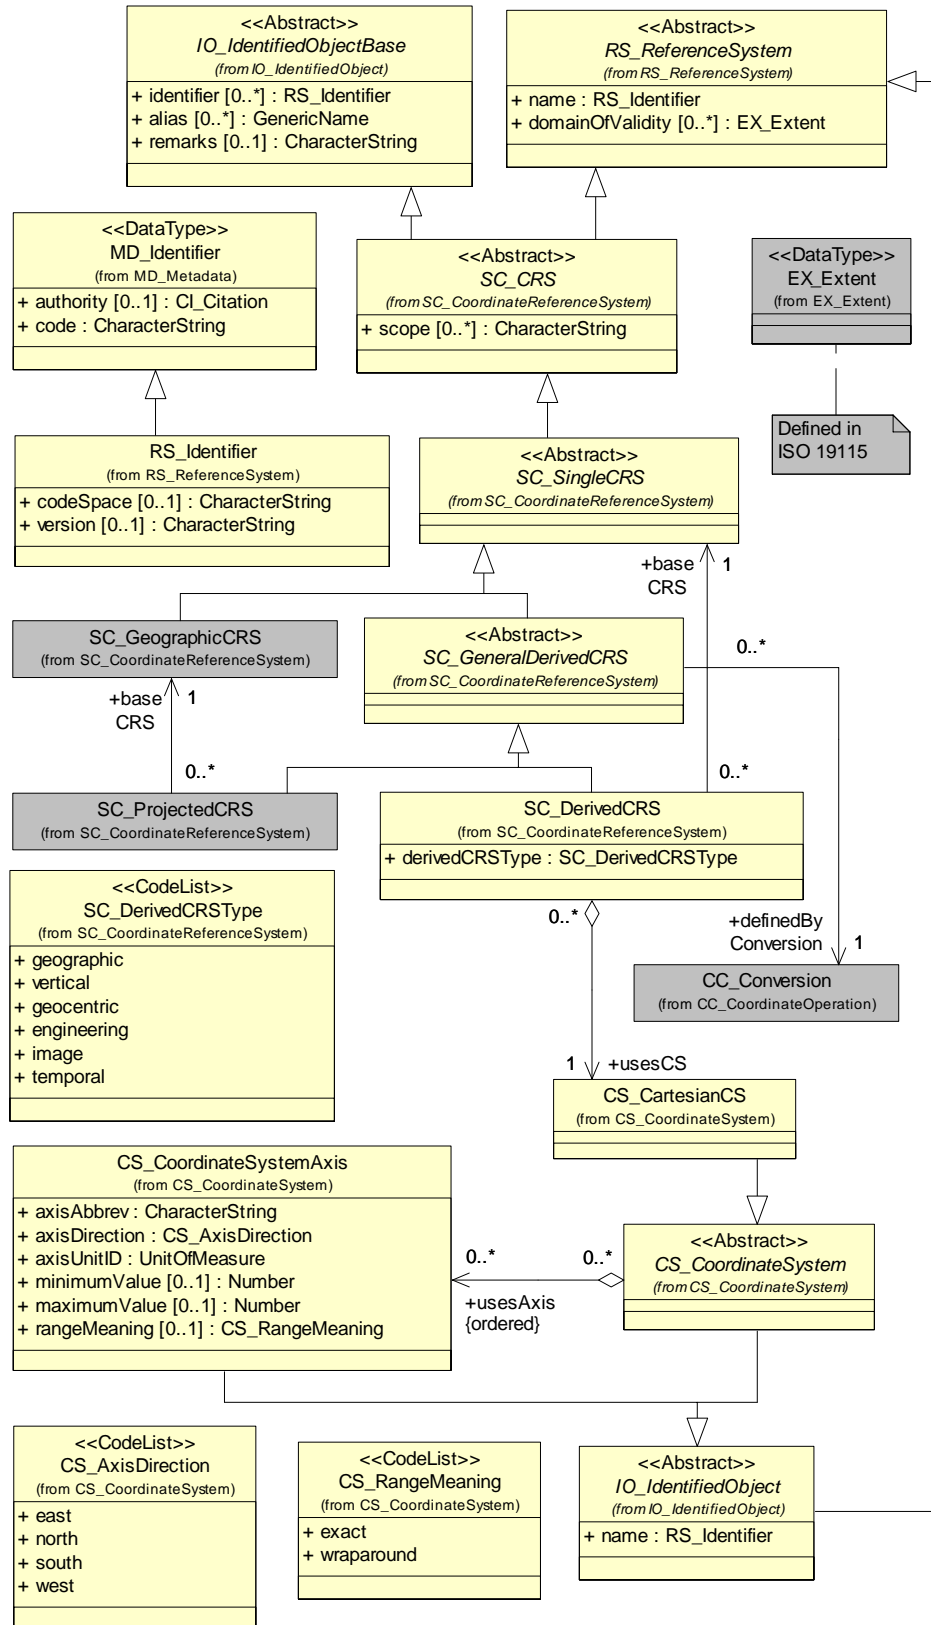 <<Abstract>>
IO_IdentifiedObjectBase
(from IO_IdentifiedObject)
+ identifier [0..*] : RS_Identifier
+ alias [0..*] : GenericName
+ remarks [0..1] : CharacterString
<<Abstract>>
RS_ReferenceSystem
(from RS_ReferenceSystem)
+ name : RS_Identifier
+ domainOfValidity [0..*] : EX_Extent
<<DataType>>
MD_Identifier
(from MD_Metadata)
+ authority [0..1] : CI_Citation
+ code : CharacterString
<<Abstract>>
SC_CRS
(from SC_CoordinateReferenceSystem)
+ scope [0..*] : CharacterString
<<DataType>>
EX_Extent
(from EX_Extent)
Defined in
ISO 19115
RS_Identifier
(from RS_ReferenceSystem)
+ codeSpace [0..1] : CharacterString
+ version [0..1] : CharacterString
<<Abstract>>
SC_SingleCRS
(from SC_CoordinateReferenceSystem)
+base
CRS
1
SC_GeographicCRS
(from SC_CoordinateReferenceSystem)
<<Abstract>>
SC_GeneralDerivedCRS
(from SC_CoordinateReferenceSystem)
0..*
+base
CRS
1
0..*
0..*
SC_ProjectedCRS
(from SC_CoordinateReferenceSystem)
SC_DerivedCRS
(from SC_CoordinateReferenceSystem)
+ derivedCRSType : SC_DerivedCRSType
<<CodeList>>
SC_DerivedCRSType
(from SC_CoordinateReferenceSystem)
+ geographic
+ vertical
+ geocentric
+ engineering
+ image
+ temporal
0..*
+definedBy
Conversion
1
CC_Conversion
(from CC_CoordinateOperation)
1
+usesCS
CS_CartesianCS
(from CS_CoordinateSystem)
CS_CoordinateSystemAxis
(from CS_CoordinateSystem)
+ axisAbbrev : CharacterString
+ axisDirection : CS_AxisDirection
+ axisUnitID : UnitOfMeasure
+ minimumValue [0..1] : Number
+ maximumValue [0..1] : Number
+ rangeMeaning [0..1] : CS_RangeMeaning
0..*
0..*
+usesAxis
{ordered}
<<Abstract>>
CS_CoordinateSystem
(from CS_CoordinateSystem)
<<CodeList>>
CS_AxisDirection
(from CS_CoordinateSystem)
+ east
+ north
+ south
+ west
<<CodeList>>
CS_RangeMeaning
(from CS_CoordinateSystem)
+ exact
+ wraparound
<<Abstract>>
IO_IdentifiedObject
(from IO_IdentifiedObject)
+ name : RS_Identifier